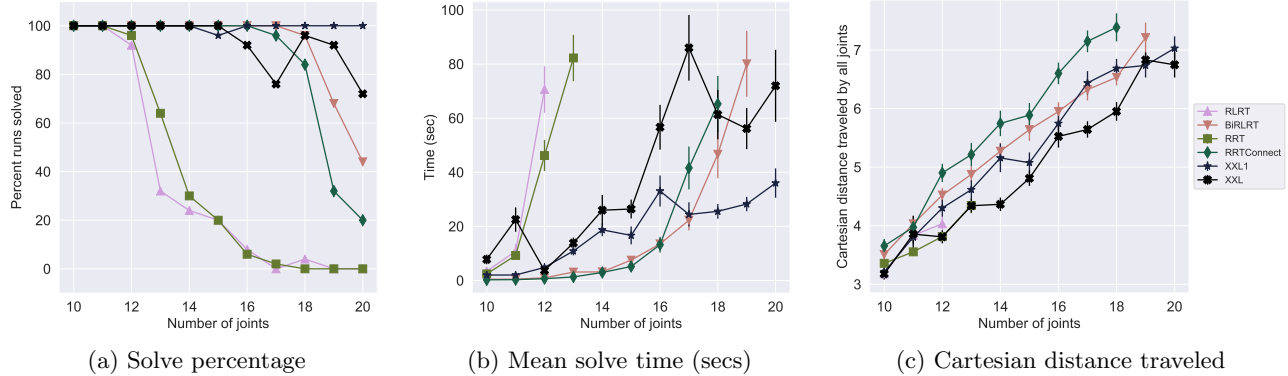 Percent runs solved
100
80
60
40
20
0
10 12 14 16 18 20
Number of joints
(a) Solve percentage
Time (sec)
100
80
60
40
20
0
10 12 14 16 18 20
Number of joints
(b) Mean solve time (secs)
Cartesian distance traveled by all joints
7
6
5
4
3
10 12 14 16 18 20
Number of joints
(c) Cartesian distance traveled
RLRT
BiRLRT
RRT
RRTConnect
XXL1
XXL